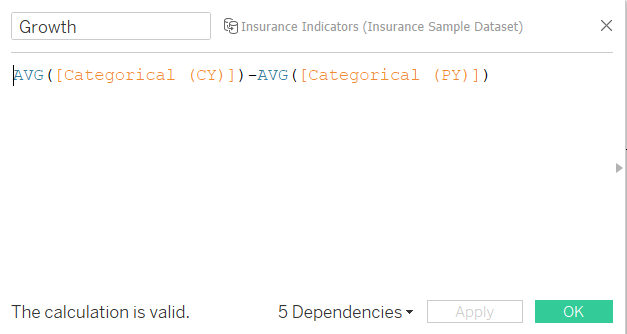 Growth
Insurance Indicators (Insurance Sample Dataset)
AVG([Categorical (CY)])-AVG([Categorical (PY)])
The calculation is valid.
5 Dependencies
Apply
OK